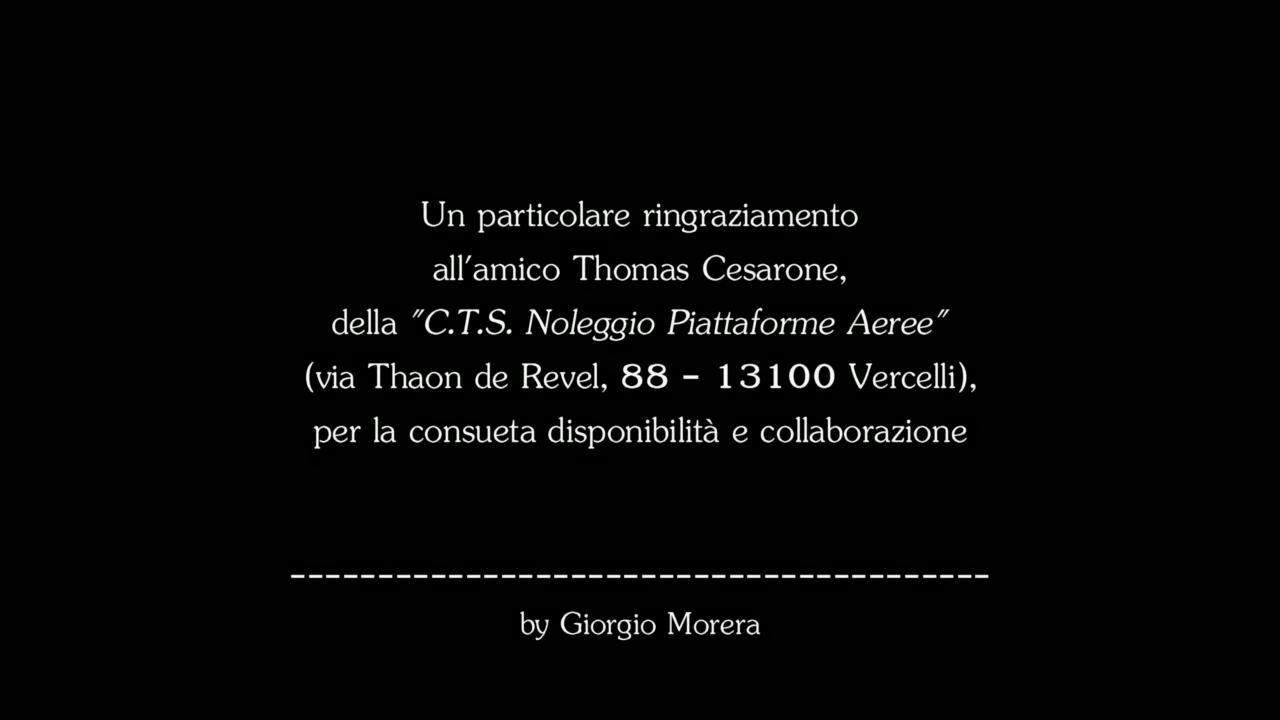 Un particolare ringraziamento
all'amico Thomas Cesarone,
della "C.T.S. Noleggio Piattaforme Aeree"
(via Thaon de Revel, 88 - 13100 Vercelli),
per la consueta disponibilità e collaborazione
----------------------------------------
by Giorgio Morera